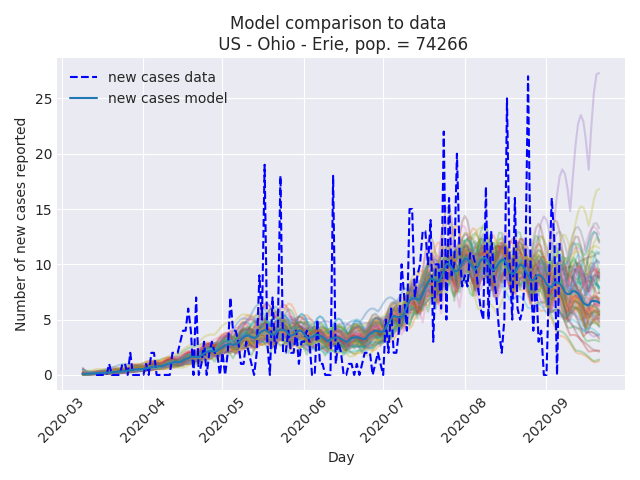 Model comparison to data
US - Ohio - Erie, pop. = 74266
new cases data
new cases model
Number of new cases reported
25
20
15
10
5
0
2020-03
2020-04
2020-05
2020-06
2020-07
2020-08
2020-09
Day